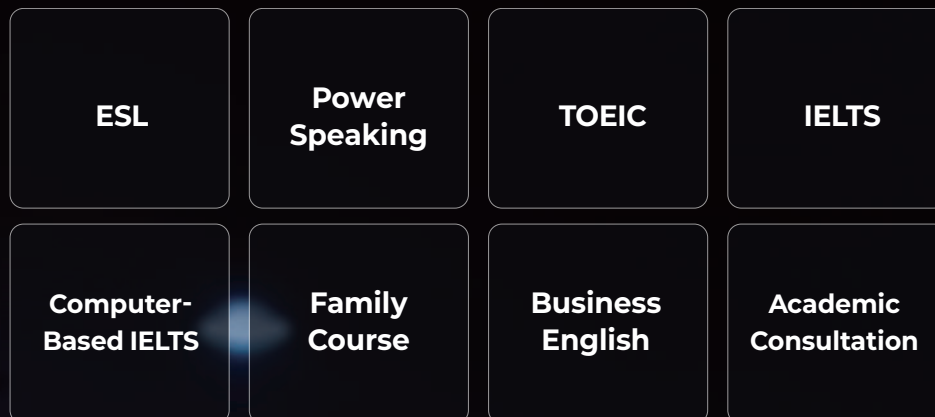 ESL
Power
Speaking
TOEIC
IELTS
Computer-
Based IELTS
Family
Course
Business
English
Academic
Consultation